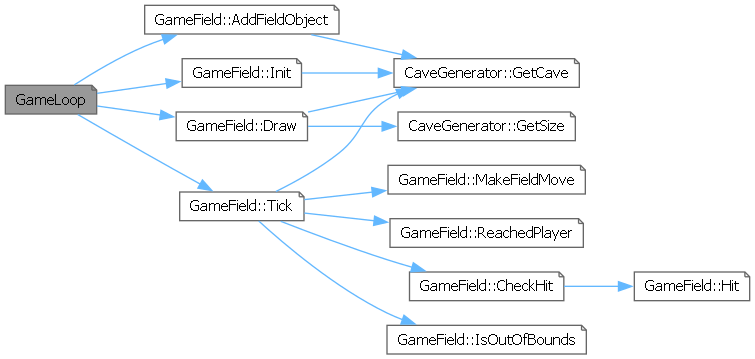 GameLoop
GameField::AddFieldObject
GameField::Init
GameField::Draw
GameField::Tick
CaveGenerator::GetCave
CaveGenerator::GetSize
GameField::MakeFieldMove
GameField::ReachedPlayer
GameField::CheckHit
GameField::IsOutOfBounds
GameField::Hit